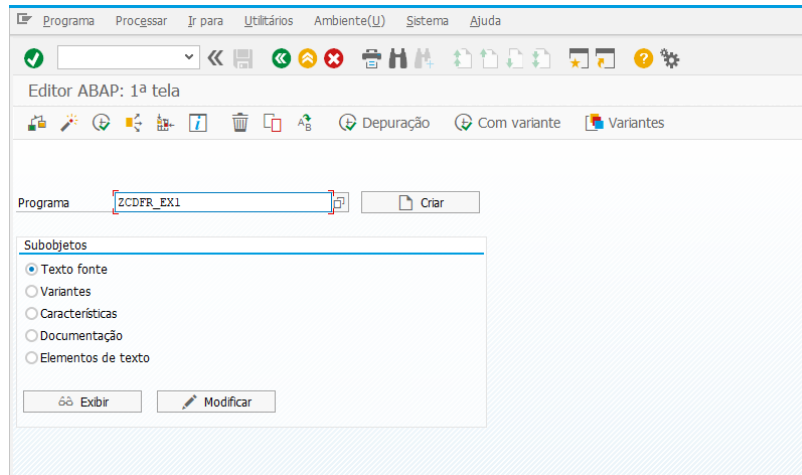 Programa Processar Ir para Utilitários Ambiente(U) Sistema Ajuda
Editor ABAP: 1ª tela
Depuração Com variante Variantes
Programa ZCDFR_EX1 Criar
Subobjetos
Texto fonte
Variantes
Características
Documentação
Elementos de texto
Exibir Modificar